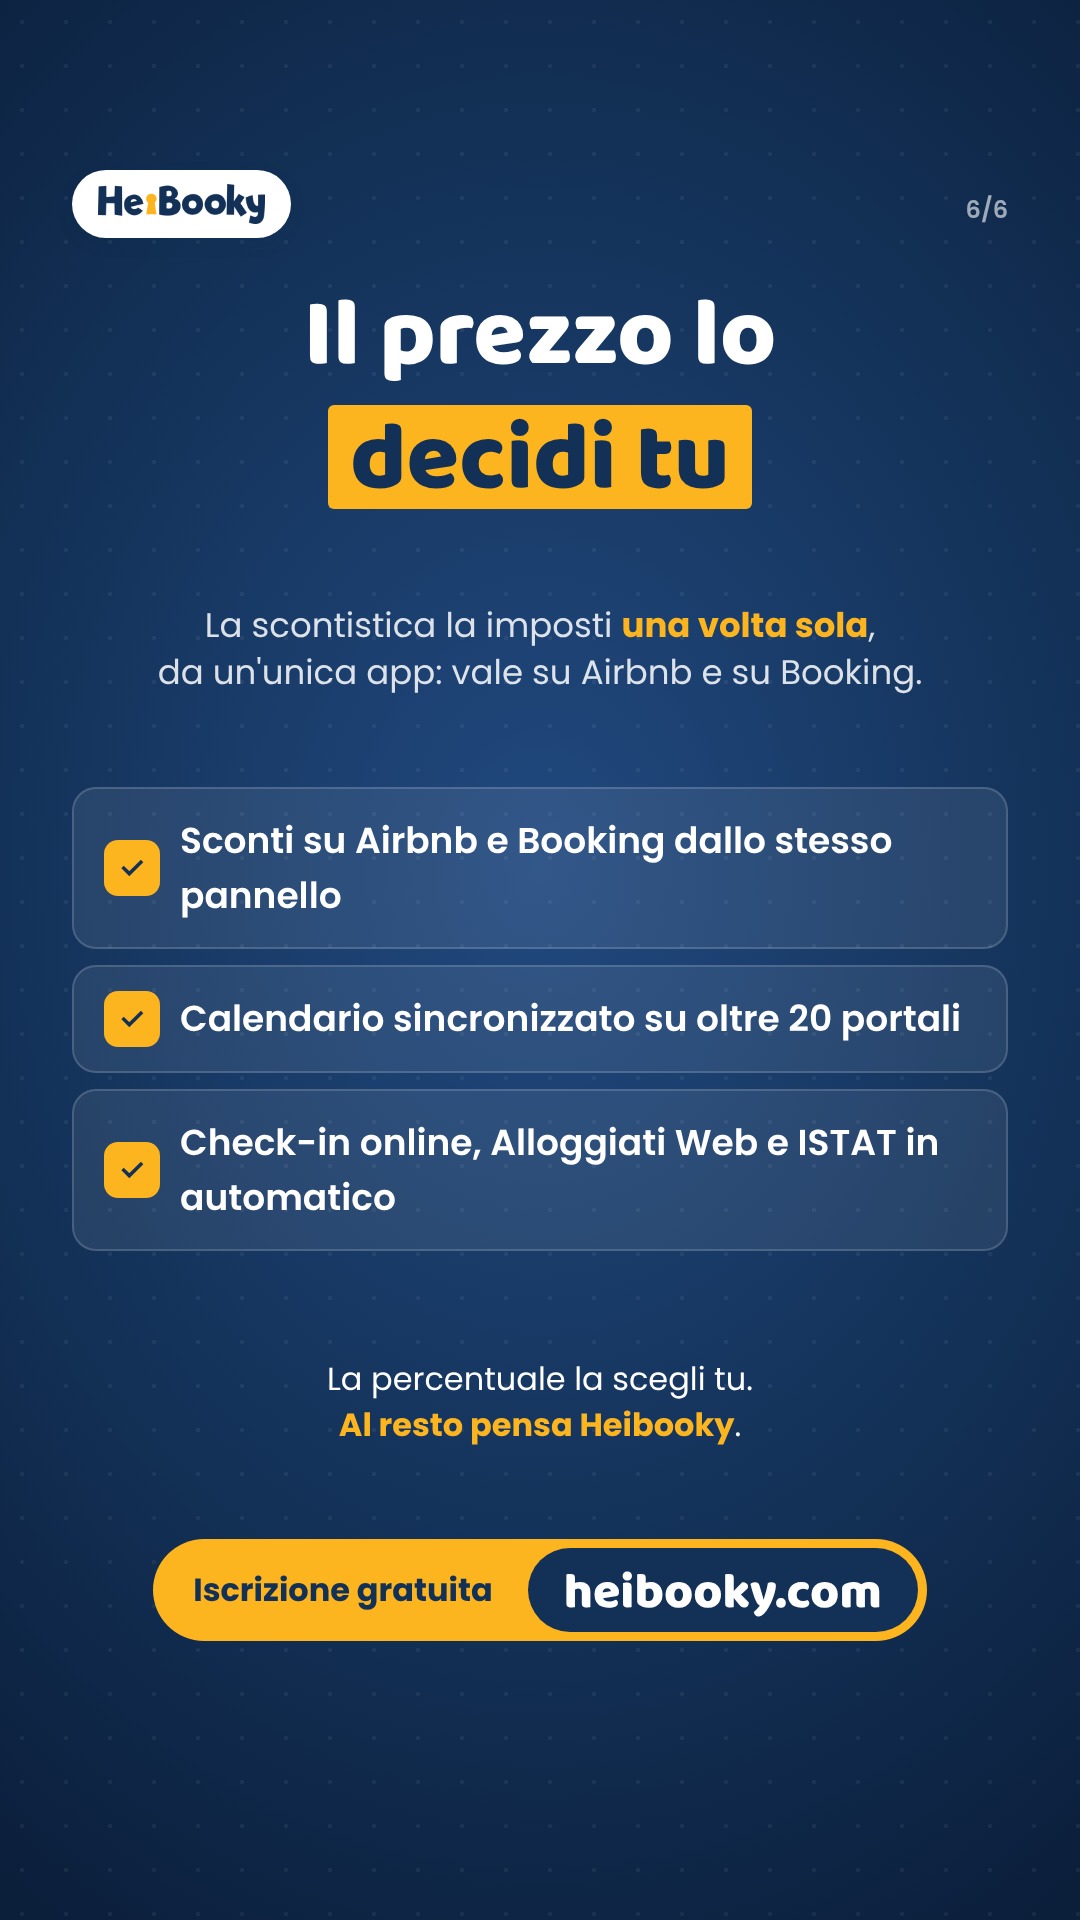 HeiBooky
6/6
Il prezzo lo
decidi tu
La scontistica la imposti una volta sola,
da un'unica app: vale su Airbnb e su Booking.
Sconti su Airbnb e Booking dallo stesso
pannello
Calendario sincronizzato su oltre 20 portali
Check-in online, Alloggiati Web e ISTAT in
automatico
La percentuale la scegli tu.
Al resto pensa Heibooky.
Iscrizione gratuita heibooky.com